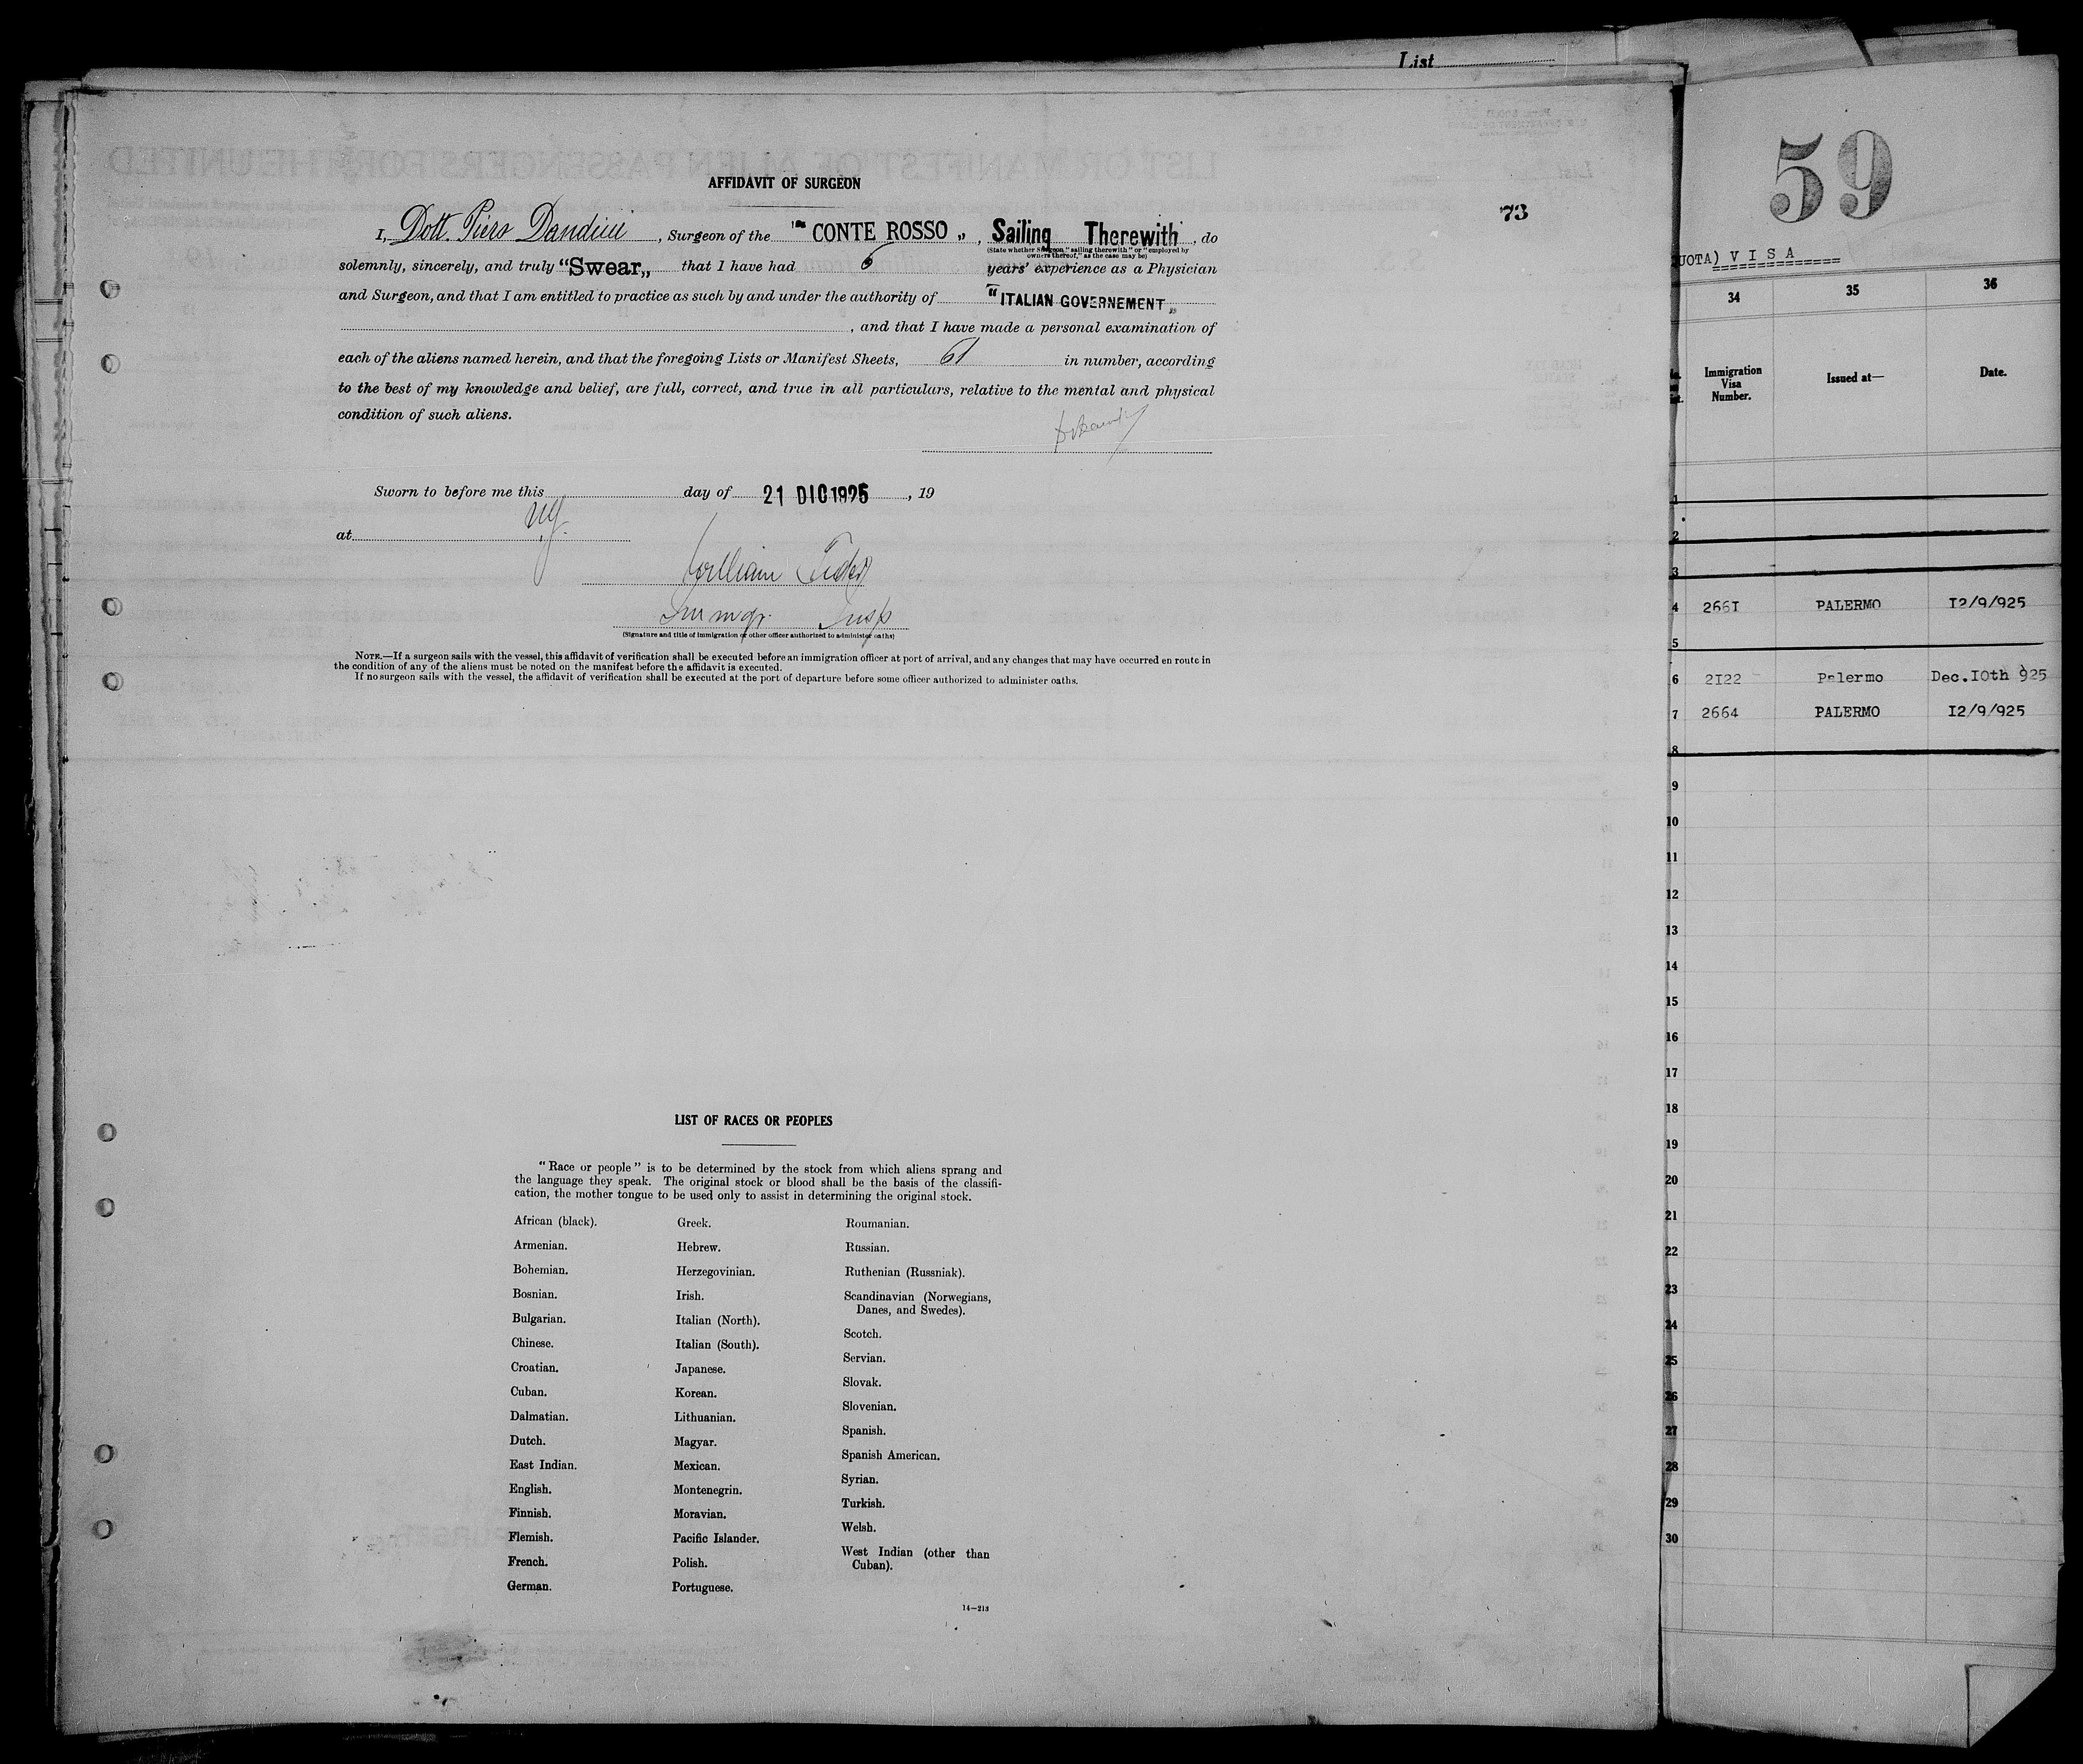 List
AFFIDAVIT OF SURGEON
73
I, Dott. Piero Dandini, Surgeon of the "CONTE ROSSO„, Sailing Therewith, do
(State whether Surgeon "sailing therewith" or "employed by
owners thereof," as the case may be)
solemnly, sincerely, and truly "Swear„ that I have had 6 years' experience as a Physician
and Surgeon, and that I am entitled to practice as such by and under the authority of "ITALIAN GOVERNEMENT„
, and that I have made a personal examination of
each of the aliens named herein, and that the foregoing Lists or Manifest Sheets, 61 in number, according
to the best of my knowledge and belief, are full, correct, and true in all particulars, relative to the mental and physical
condition of such aliens.
Sworn to before me this day of 21 DIC 1925, 19
at NY.
William
Immgr. Insp
(Signature and title of immigration or other officer authorized to administer oaths)
NOTE.—If a surgeon sails with the vessel, this affidavit of verification shall be executed before an immigration officer at port of arrival, and any changes that may have occurred en route in
the condition of any of the aliens must be noted on the manifest before the affidavit is executed.
If no surgeon sails with the vessel, the affidavit of verification shall be executed at the port of departure before some officer authorized to administer oaths.
LIST OF RACES OR PEOPLES
"Race or people" is to be determined by the stock from which aliens sprang and
the language they speak. The original stock or blood shall be the basis of the classifi-
cation, the mother tongue to be used only to assist in determining the original stock.
African (black).
Armenian.
Bohemian.
Bosnian.
Bulgarian.
Chinese.
Croatian.
Cuban.
Dalmatian.
Dutch.
East Indian.
English.
Finnish.
Flemish.
French.
German.
Greek.
Hebrew.
Herzegovinian.
Irish.
Italian (North).
Italian (South).
Japanese.
Korean.
Lithuanian.
Magyar.
Mexican.
Montenegrin.
Moravian.
Pacific Islander.
Polish.
Portuguese.
Roumanian.
Russian.
Ruthenian (Russniak).
Scandinavian (Norwegians,
Danes, and Swedes).
Scotch.
Servian.
Slovak.
Slovenian.
Spanish.
Spanish American.
Syrian.
Turkish.
Welsh.
West Indian (other than
Cuban).
14—213
59
UOTA) V I S A
34 35 36
Immigration
Visa
Number.
Issued at—
Date.
1
2
3
4 266I PALERMO I2/9/925
5
6 2I22 Palermo Dec.I0th 925
7 2664 PALERMO I2/9/925
8
9
10
11
12
13
14
15
16
17
18
19
20
21
22
23
24
25
26
27
28
29
30